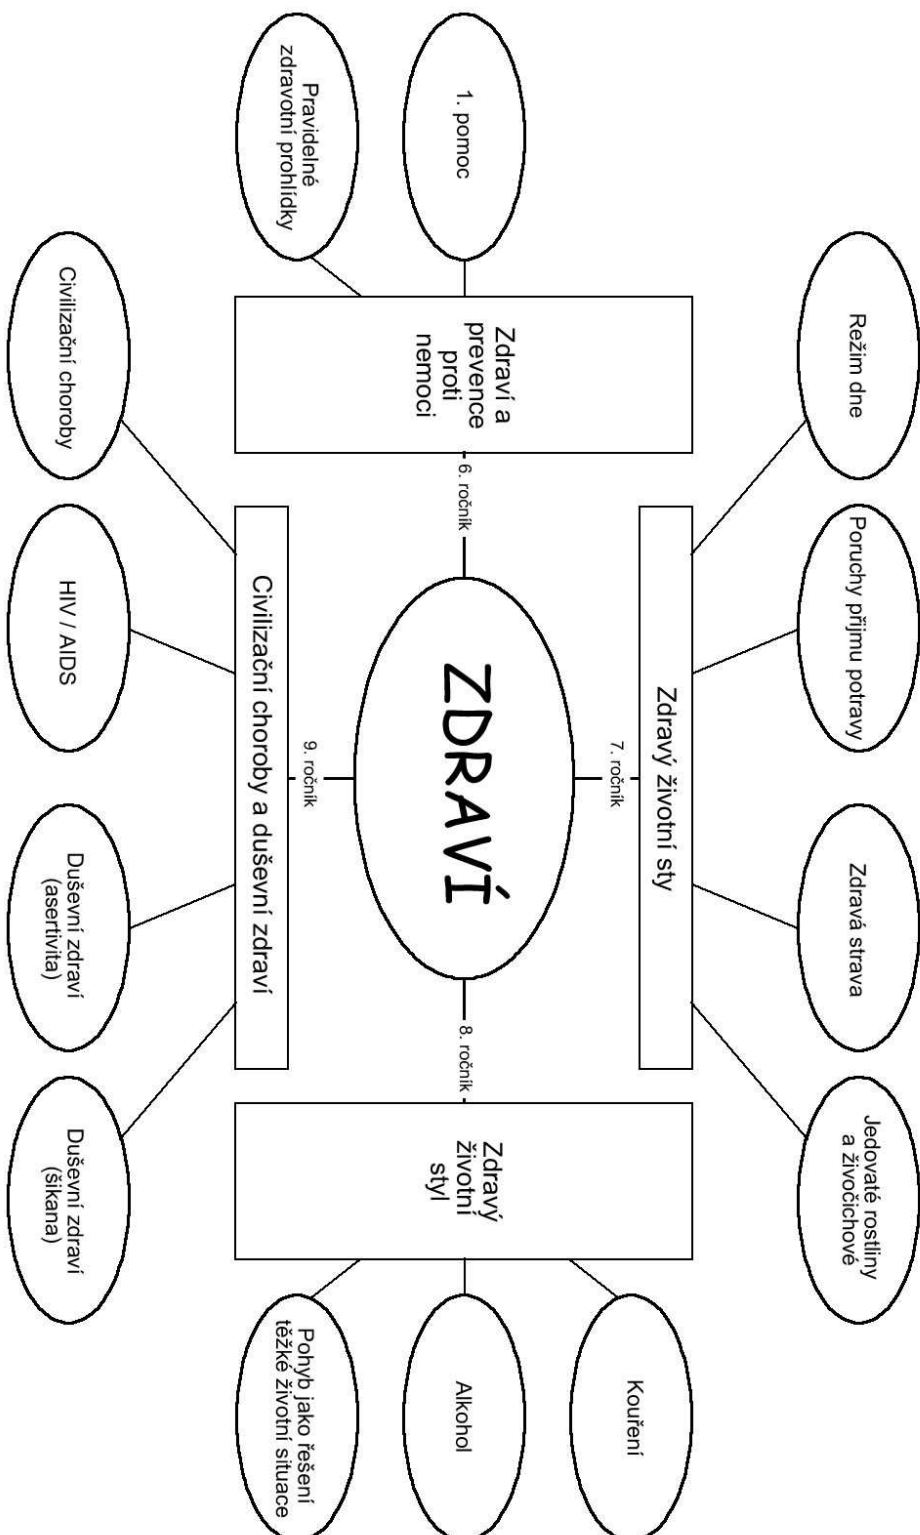 Režim dne
Poruchy přijmu potravy
Zdravá strava
Jedovaté rostliny
a živočichové
Zdravý životní sty
7. ročník
1. pomoc
Pravidelné
zdravotní prohlídky
Zdraví a
prevence
proti
nemoci
6. ročník
ZDRAVÍ
8. ročník
Zdravý
životní
styl
Kouření
Alkohol
Pohyb jako řešení
těžké životní situace
9. ročník
Civilizační choroby a duševní zdraví
Civilizační choroby
HIV / AIDS
Duševní zdraví
(asertivita)
Duševní zdraví
(šikana)